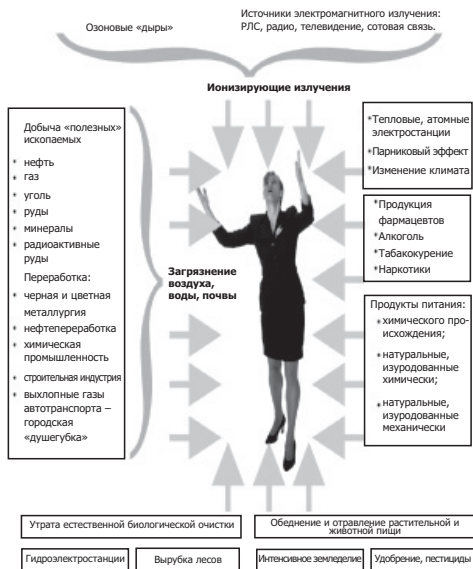 Озоновые «дыры»
Источники электромагнитного излучения:
РЛС, радио, телевидение, сотовая связь.
Ионизирующие излучения
Добыча «полезных»
ископаемых
* нефть
* газ
* уголь
* руды
* минералы
* радиоактивные
руды
Переработка:
* черная и цветная
металлургия
* нефтепереработка
* химическая
промышленность
* строительная индустрия
* выхлопные газы
автотранспорта –
городская
«душегубка»
Загрязнение
воздуха,
воды, почвы
*Тепловые, атомные
электростанции
*Парниковый эффект
*Изменение климата
*Продукция
фармацевтов
*Алкоголь
*Табакокурение
*Наркотики
Продукты питания:
*химического про-
исхождения;
*натуральные,
изуродованные
химически;
*натуральные,
изуродованные
механически
Утрата естественной биологической очистки
Обеднение и отравление растительной и
животной пищи
Гидроэлектростанции
Вырубка лесов
Интенсивное земледелие
Удобрение, пестициды